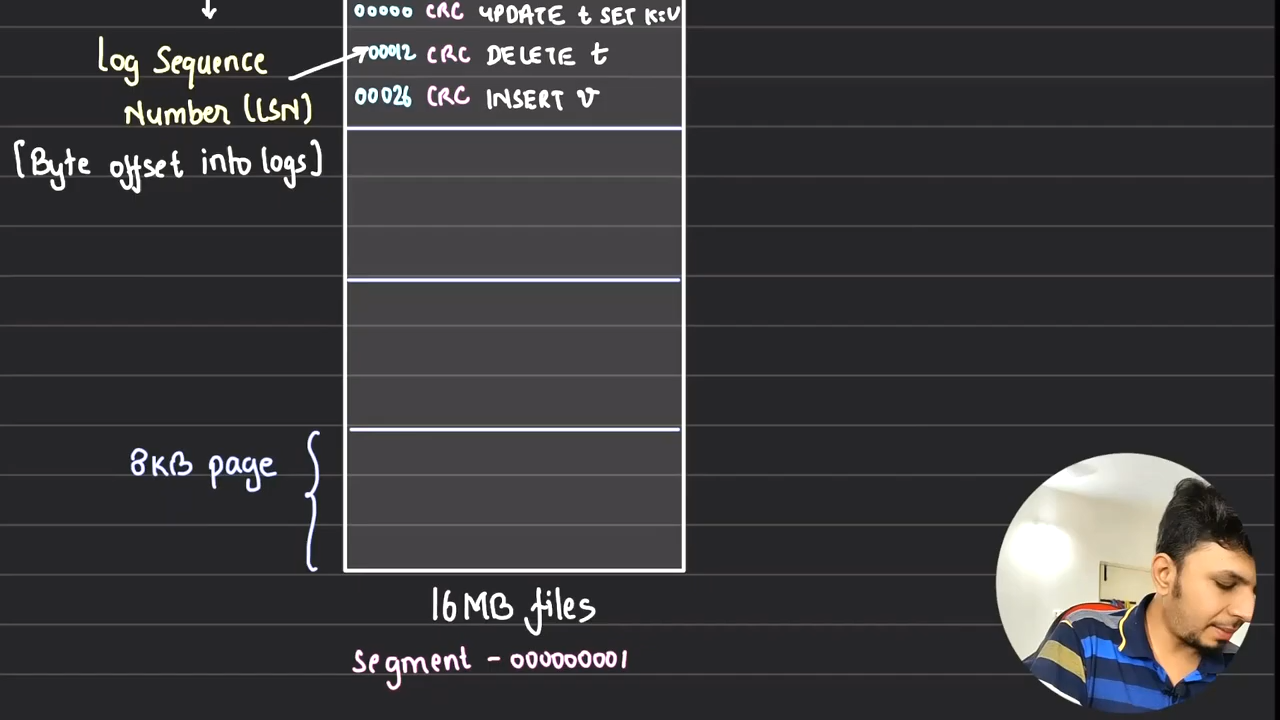 00000 CRC UPDATE t SET K=V
00012 CRC DELETE t
00026 CRC INSERT V
Log Sequence
Number (LSN)
[Byte offset into logs]
8KB page
16MB files
Segment - 000000001